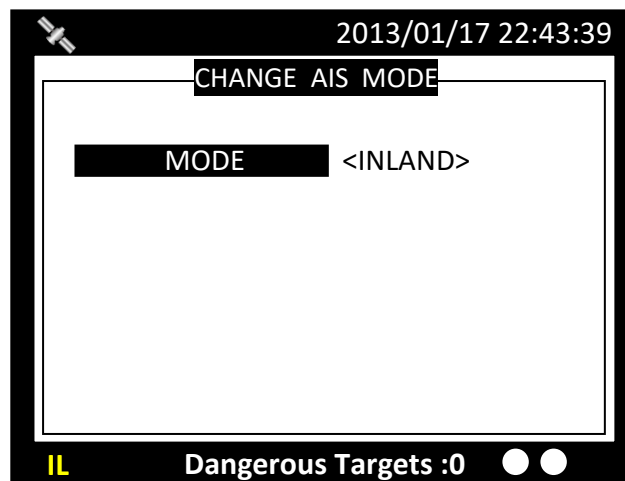 2013/01/17 22:43:39
CHANGE AIS MODE
MODE <INLAND>
IL Dangerous Targets :0